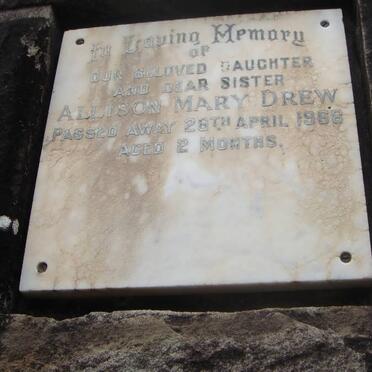 In Loving Memory
OF
OUR BELOVED DAUGHTER
AND DEAR SISTER
ALLISON MARY DREW
PASSED AWAY 28TH APRIL 1966
AGED 2 MONTHS.